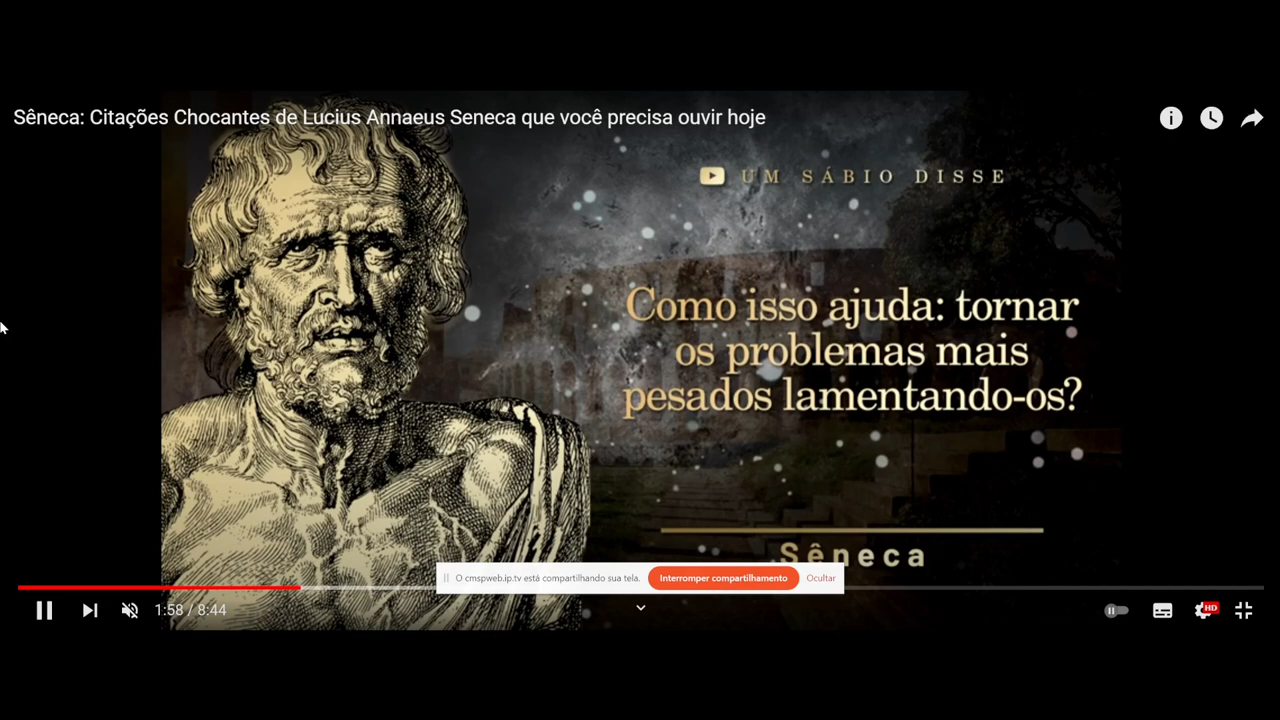 Sêneca: Citações Chocantes de Lucius Annaeus Seneca que você precisa ouvir hoje
UM SÁBIO DISSE
Como isso ajuda: tornar
os problemas mais
pesados lamentando-os?
Sêneca
O cmspweb.ip.tv está compartilhando sua tela. Interromper compartilhamento Ocultar
1:58 / 8:44
HD